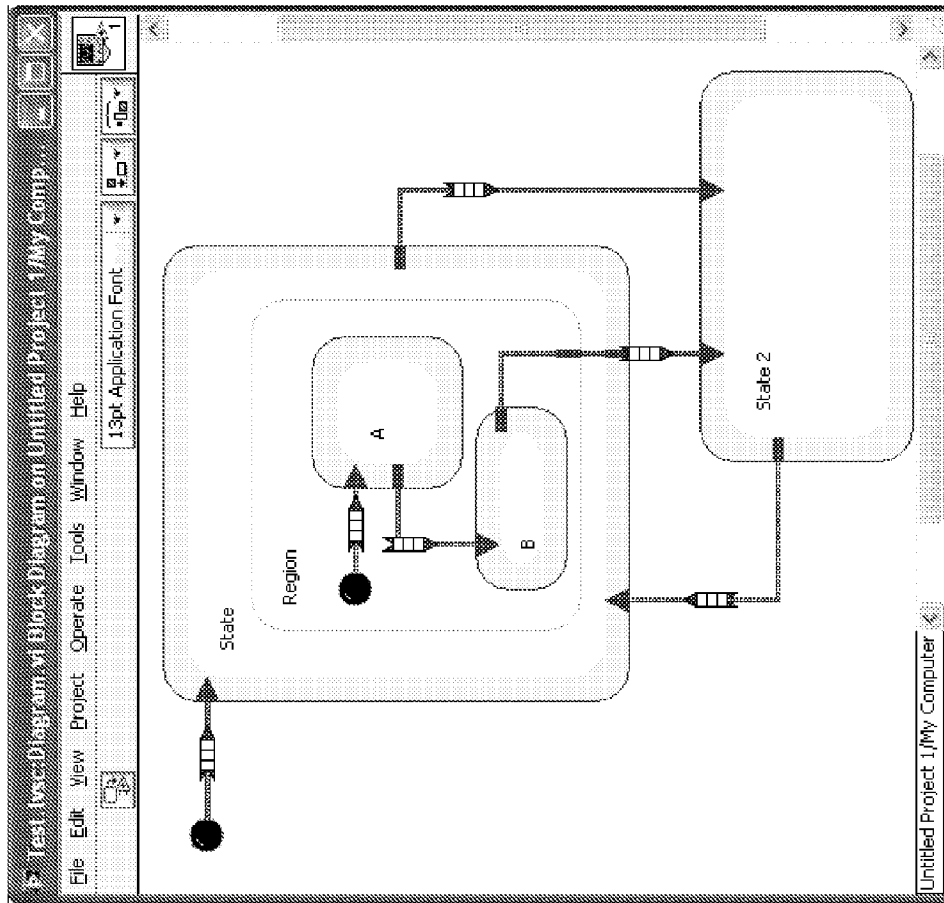 Test.lvsc:Diagram.vi Block Diagram on Untitled Project 1/My Comp...
File Edit View Project Operate Tools Window Help
13pt Application Font
1
State
Region
A
B
State 2
Untitled Project 1/My Computer